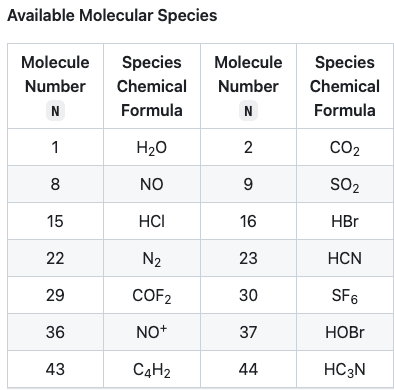 Available Molecular Species
Molecule Number N | Species Chemical Formula | Molecule Number N | Species Chemical Formula
1 | H₂O | 2 | CO₂
8 | NO | 9 | SO₂
15 | HCl | 16 | HBr
22 | N₂ | 23 | HCN
29 | COF₂ | 30 | SF₆
36 | NO⁺ | 37 | HOBr
43 | C₄H₂ | 44 | HC₃N